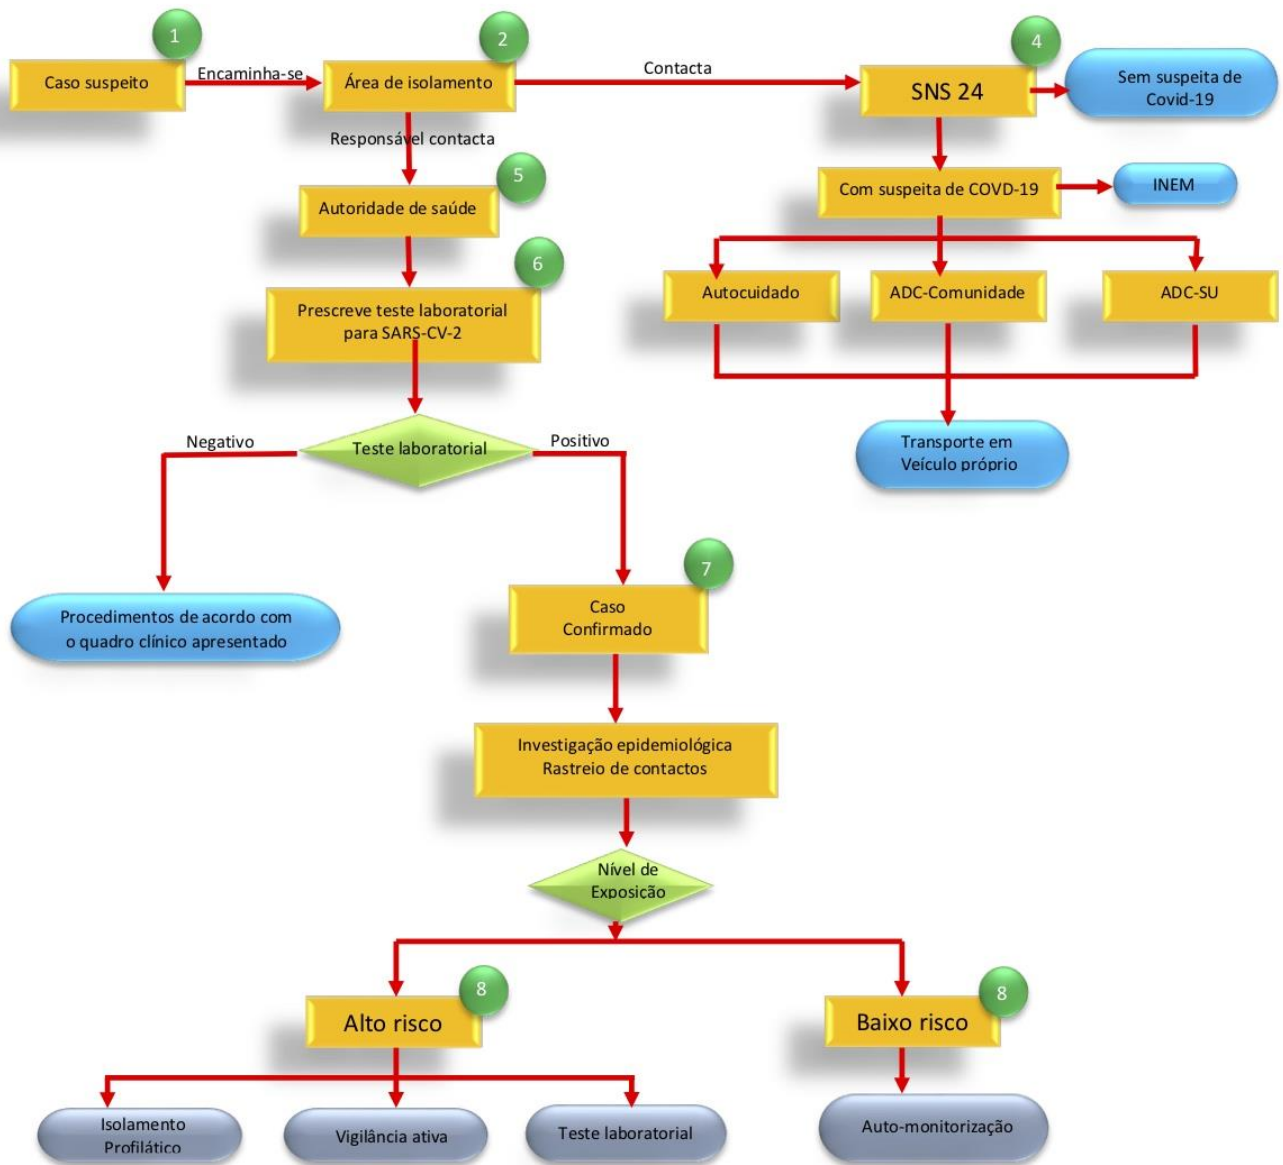 1
2
4
Caso suspeito
Encaminha-se
Área de isolamento
Contacta
SNS 24
Sem suspeita de
Covid-19
Responsável contacta
5
Autoridade de saúde
Com suspeita de COVD-19
INEM
6
Prescreve teste laboratorial
para SARS-CV-2
Autocuidado
ADC-Comunidade
ADC-SU
Negativo
Teste laboratorial
Positivo
Transporte em
Veículo próprio
7
Procedimentos de acordo com
o quadro clínico apresentado
Caso
Confirmado
Investigação epidemiológica
Rastreio de contactos
Nível de
Exposição
8
Alto risco
8
Baixo risco
Isolamento
Profilático
Vigilância ativa
Teste laboratorial
Auto-monitorização